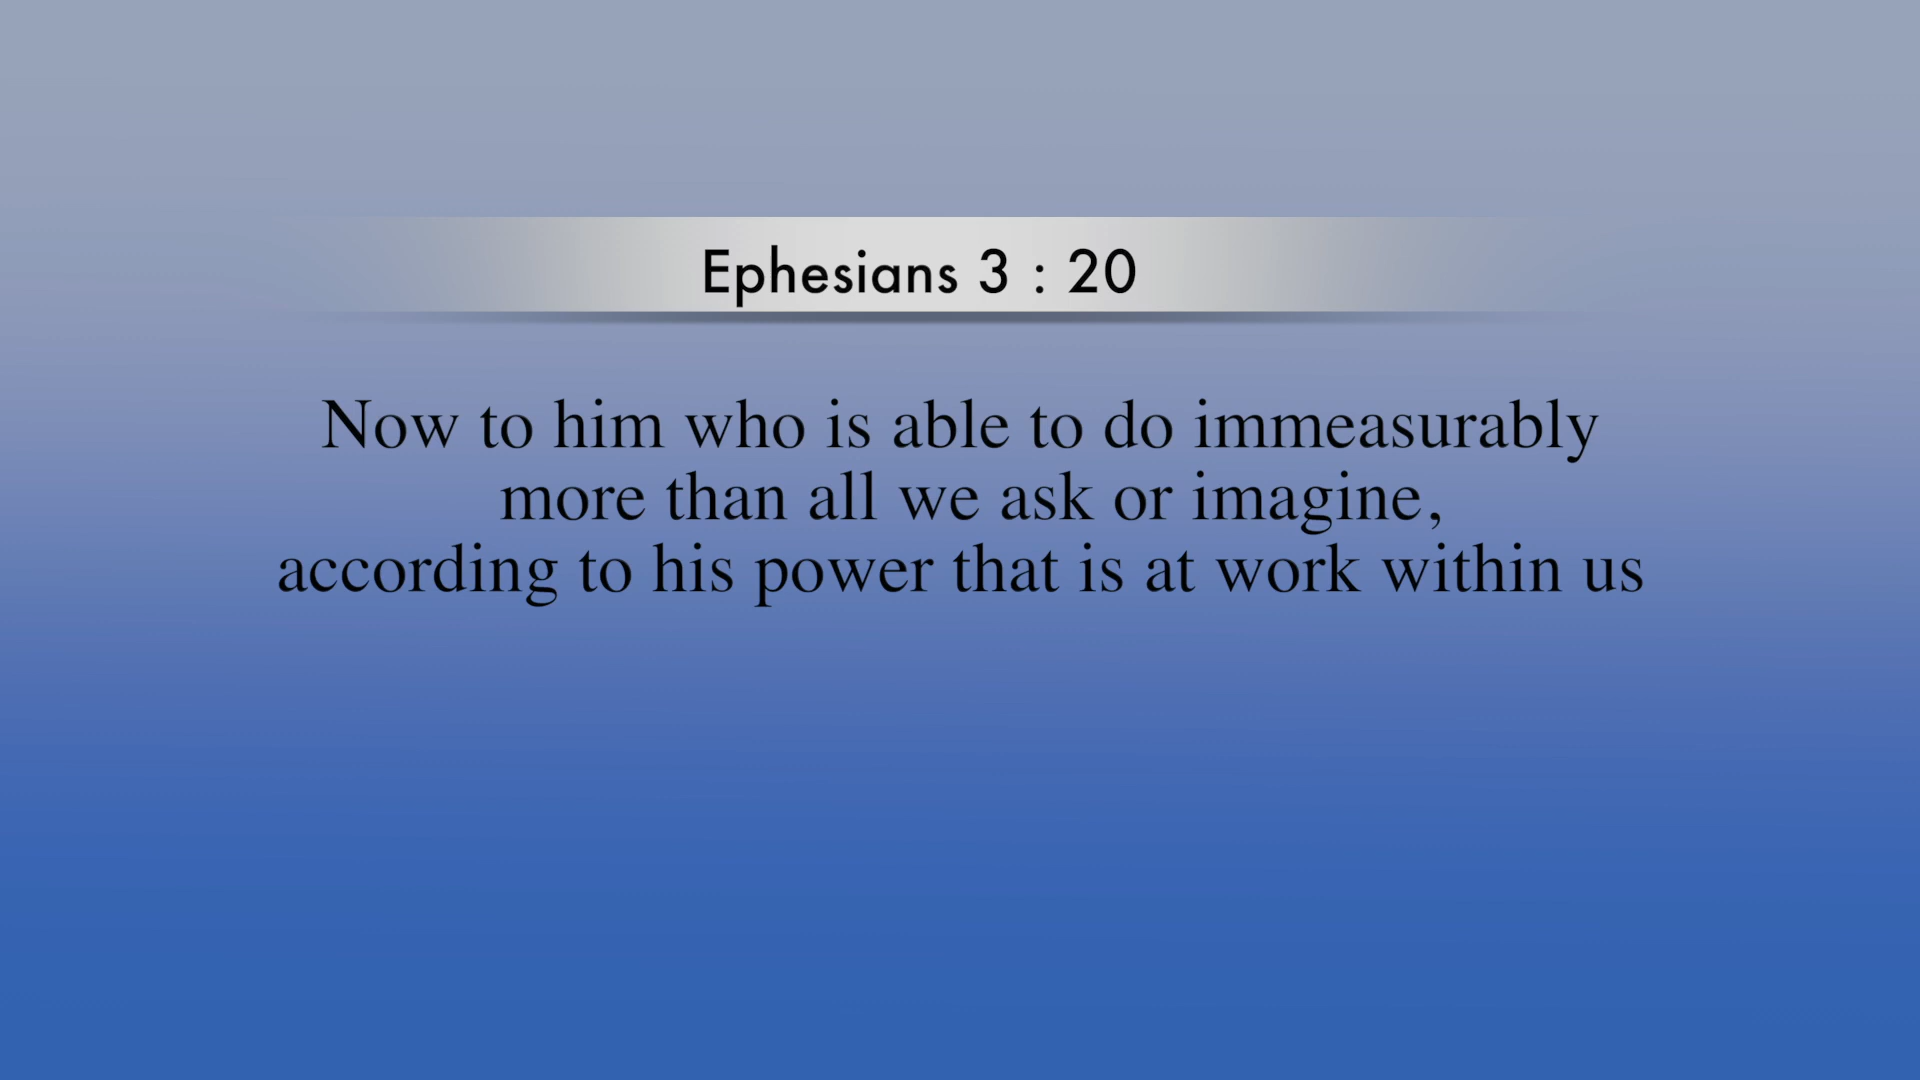 Ephesians 3 : 20
Now to him who is able to do immeasurably
more than all we ask or imagine,
according to his power that is at work within us